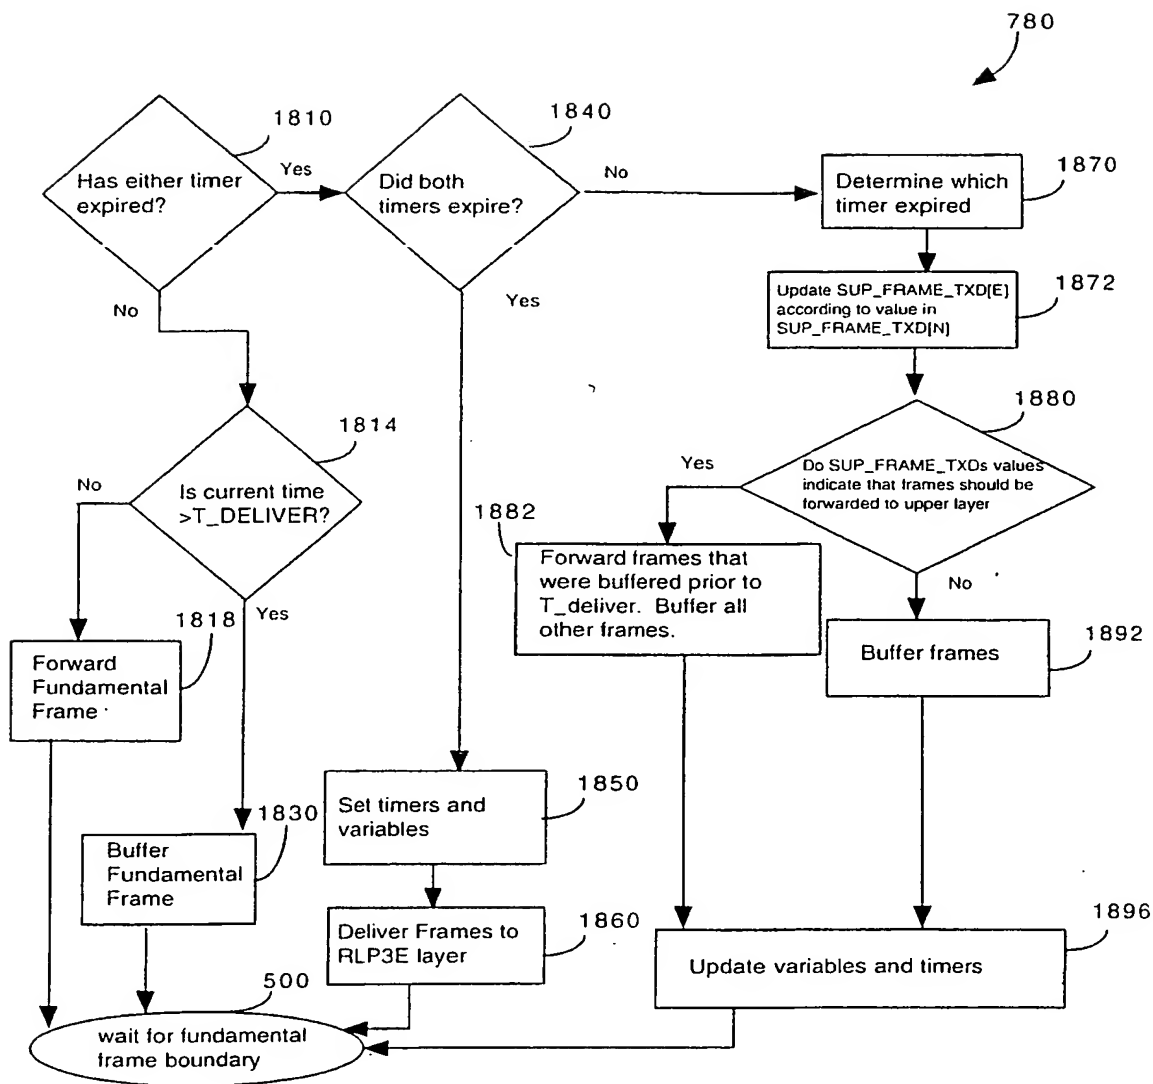 780
1810
1840
Has either timer
expired?
Yes
Did both
timers expire?
No
Determine which
timer expired
1870
No
Yes
Update SUP_FRAME_TXD[E]
according to value in
SUP_FRAME_TXD[N]
1872
1814
Is current time
>T_DELIVER?
No
Yes
1880
Do SUP_FRAME_TXDs values
indicate that frames should be
forwarded to upper layer
Yes
No
1882
Forward frames that
were buffered prior to
T_deliver. Buffer all
other frames.
1818
Forward
Fundamental
Frame
Buffer frames
1892
1830
Buffer
Fundamental
Frame
1850
Set timers and
variables
Deliver Frames to
RLP3E layer
1860
1896
Update variables and timers
500
wait for fundamental
frame boundary